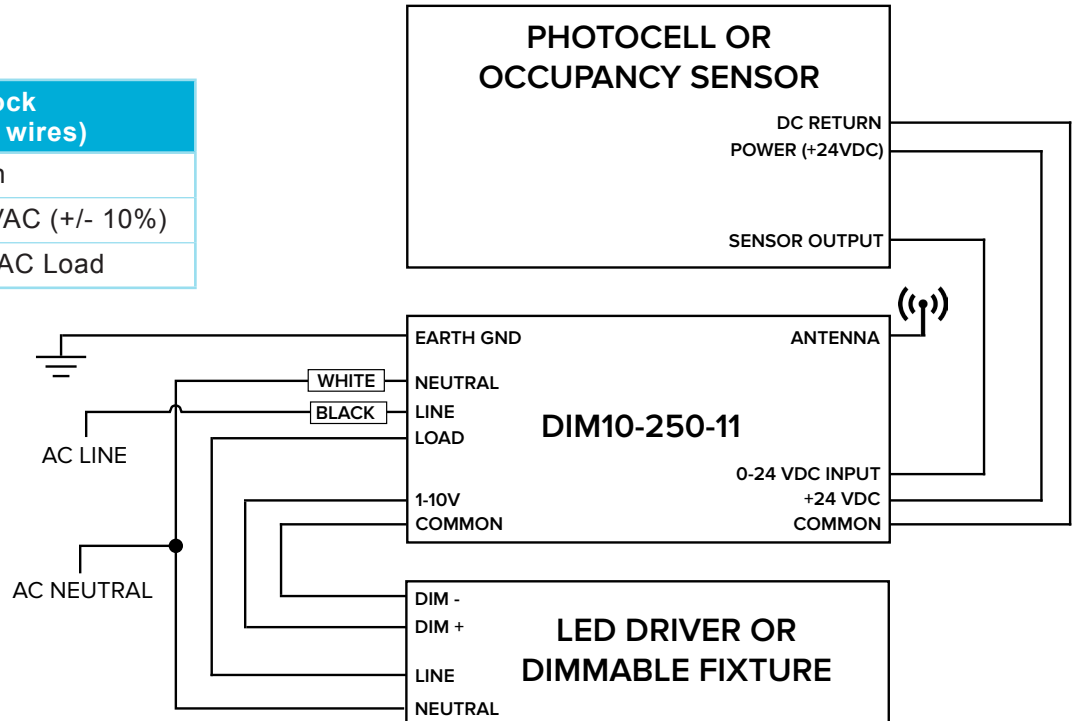 PHOTOCELL OR
OCCUPANCY SENSOR
DC RETURN
POWER (+24VDC)
SENSOR OUTPUT
wires)
AC (+/- 10%)
AC Load
EARTH GND
ANTENNA
WHITE
NEUTRAL
BLACK
LINE
LOAD
DIM10-250-11
AC LINE
0-24 VDC INPUT
1-10V
+24 VDC
COMMON
COMMON
AC NEUTRAL
DIM -
DIM +
LED DRIVER OR
DIMMABLE FIXTURE
LINE
NEUTRAL